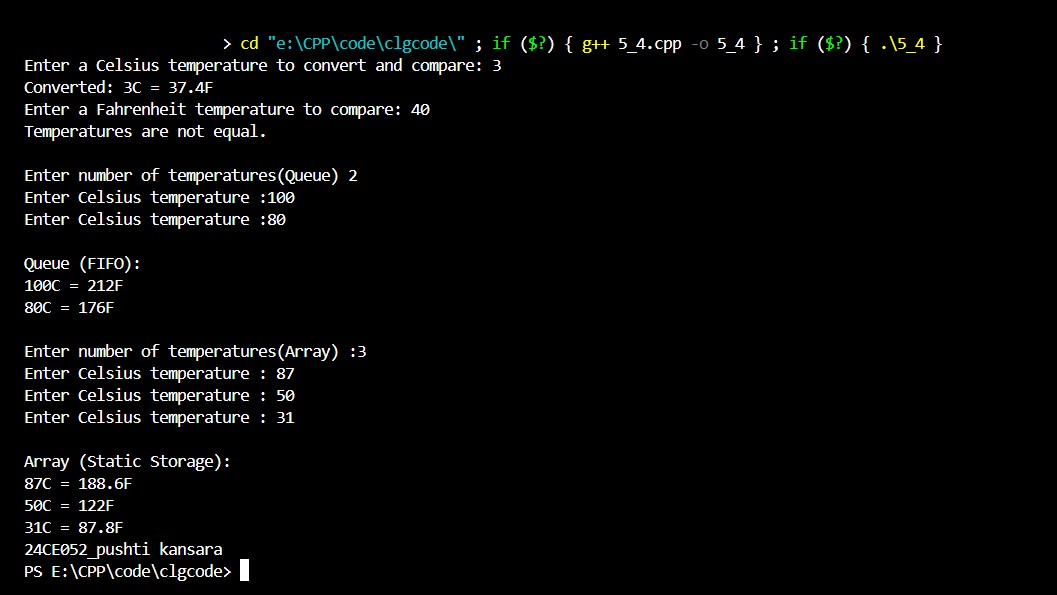 > cd "e:\CPP\code\clgcode\" ; if ($?) { g++ 5_4.cpp -o 5_4 } ; if ($?) { .\5_4 }
Enter a Celsius temperature to convert and compare: 3
Converted: 3C = 37.4F
Enter a Fahrenheit temperature to compare: 40
Temperatures are not equal.
Enter number of temperatures(Queue) 2
Enter Celsius temperature :100
Enter Celsius temperature :80
Queue (FIFO):
100C = 212F
80C = 176F
Enter number of temperatures(Array) :3
Enter Celsius temperature : 87
Enter Celsius temperature : 50
Enter Celsius temperature : 31
Array (Static Storage):
87C = 188.6F
50C = 122F
31C = 87.8F
24CE052_pushti kansara
PS E:\CPP\code\clgcode>